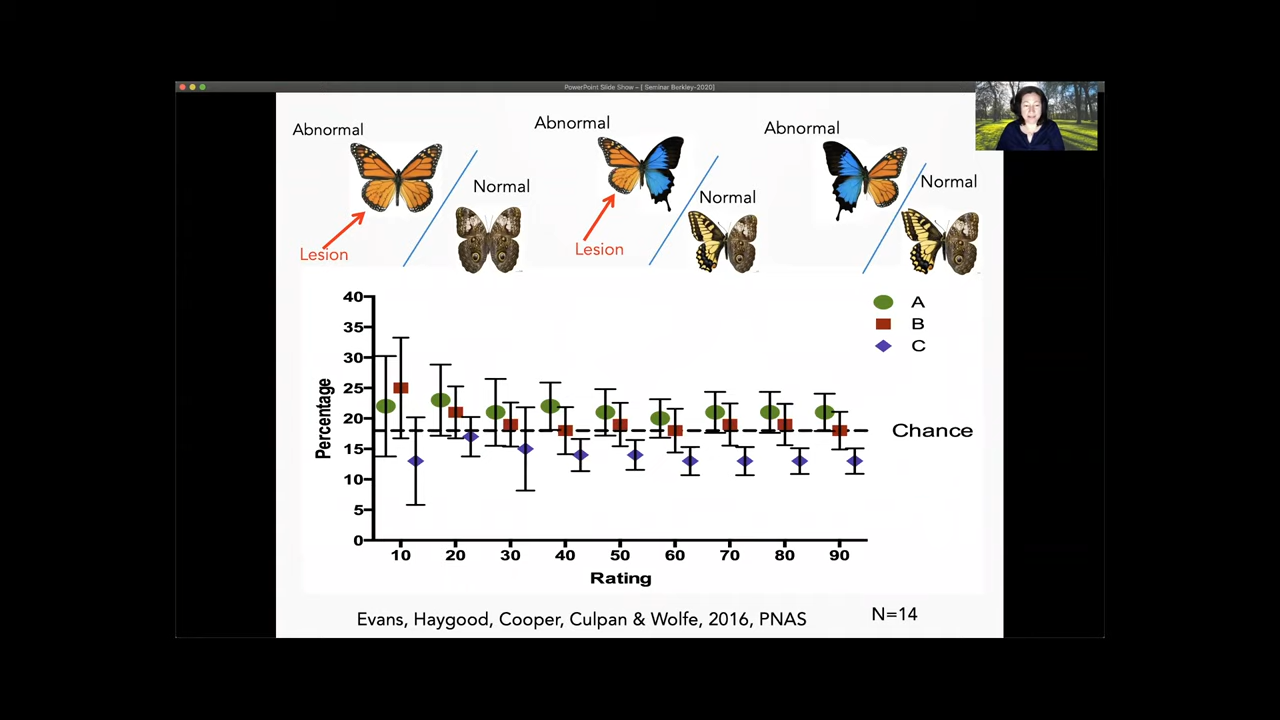 PowerPoint Slide Show – [ Seminar Berkley-2020]
Abnormal
Abnormal
Abnormal
Normal
Normal
Normal
Lesion
Lesion
A
B
C
40
35
30
25
20
15
10
5
0
Percentage
Chance
10 20 30 40 50 60 70 80 90
Rating
Evans, Haygood, Cooper, Culpan & Wolfe, 2016, PNAS
N=14